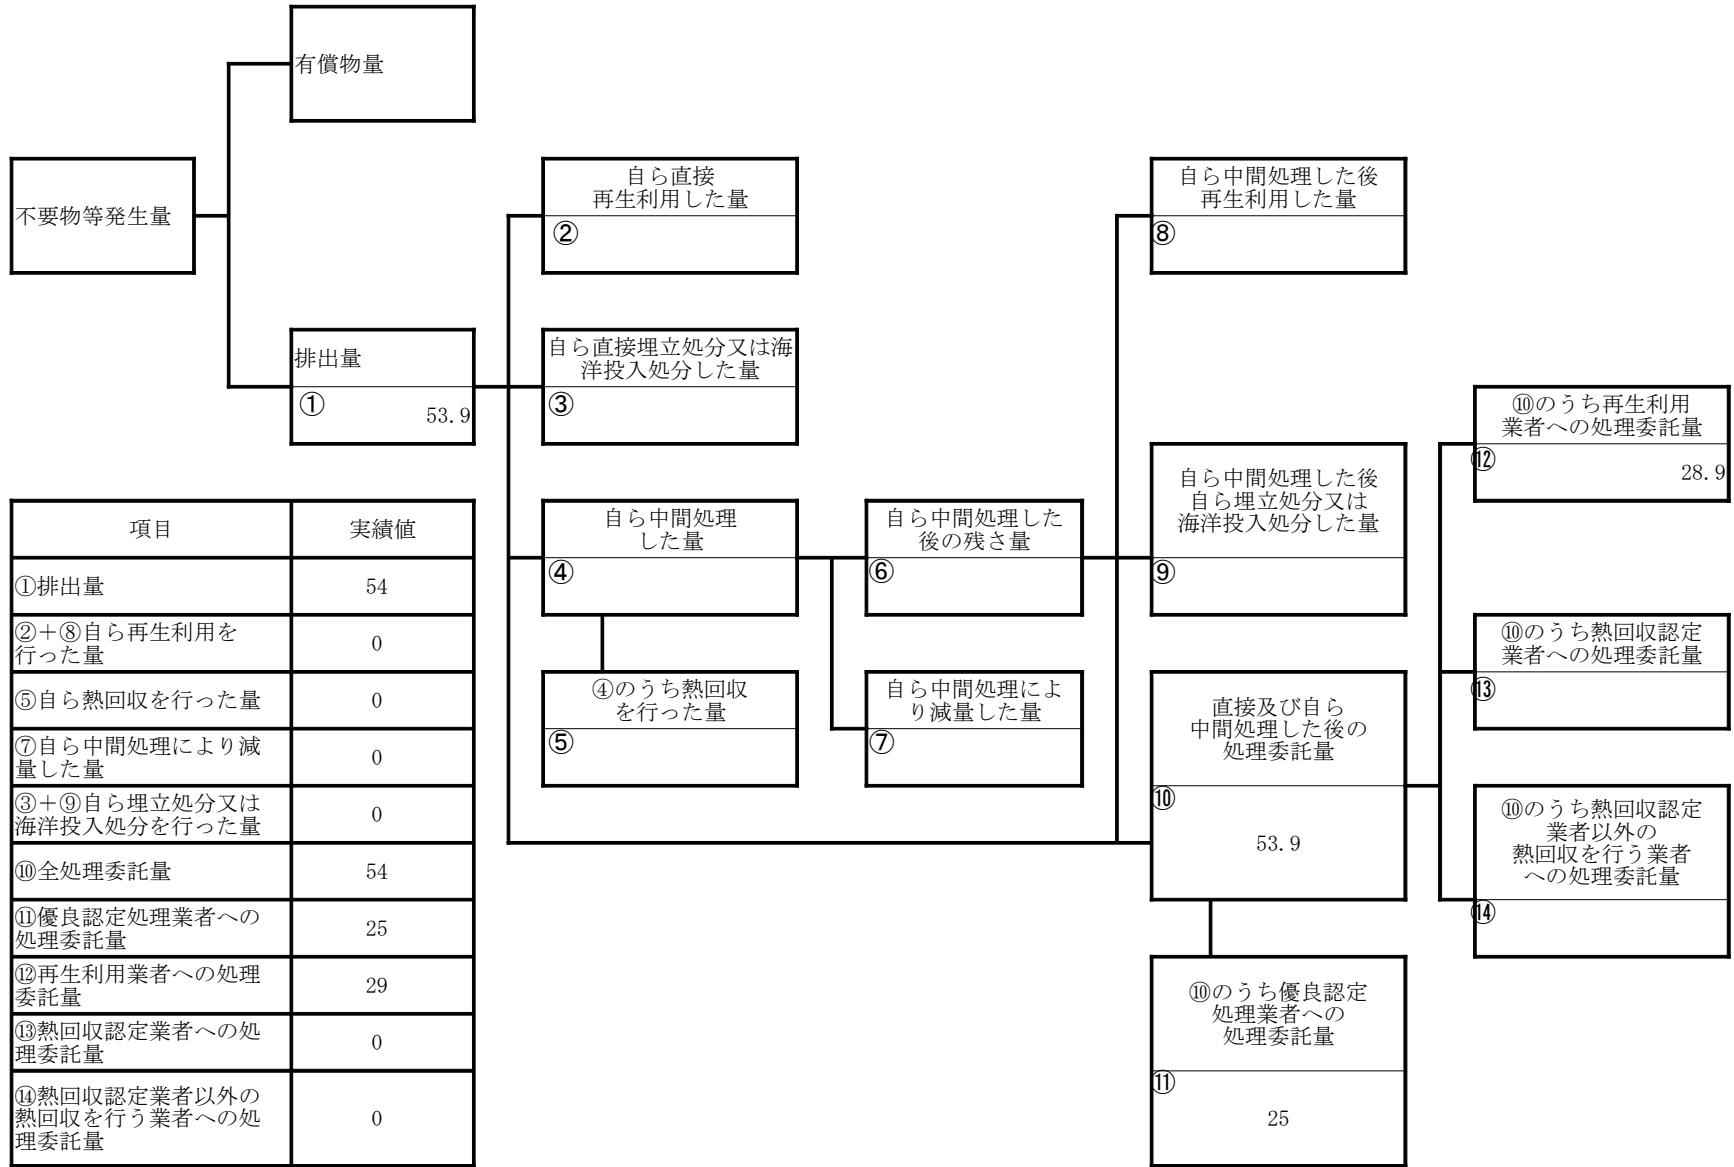 有償物量
不要物等発生量
自ら直接
再生利用した量
②
自ら中間処理した後
再生利用した量
⑧
排出量
①
53.9
自ら直接埋立処分又は海
洋投入処分した量
③
自ら中間処理
した量
④
自ら中間処理した
後の残さ量
⑥
自ら中間処理した後
自ら埋立処分又は
海洋投入処分した量
⑨
⑩のうち再生利用
業者への処理委託量
⑫
28.9
④のうち熱回収
を行った量
⑤
自ら中間処理によ
り減量した量
⑦
直接及び自ら
中間処理した後の
処理委託量
⑩
53.9
⑩のうち熱回収認定
業者への処理委託量
⑬
⑩のうち熱回収認定
業者以外の
熱回収を行う業者
への処理委託量
⑭
⑩のうち優良認定
処理業者への
処理委託量
⑪
25
項目 実績値
①排出量 54
②＋⑧自ら再生利用を
行った量 0
⑤自ら熱回収を行った量 0
⑦自ら中間処理により減
量した量 0
③＋⑨自ら埋立処分又は
海洋投入処分を行った量 0
⑩全処理委託量 54
⑪優良認定処理業者への
処理委託量 25
⑫再生利用業者への処理
委託量 29
⑬熱回収認定業者への処
理委託量 0
⑭熱回収認定業者以外の
熱回収を行う業者への処
理委託量 0